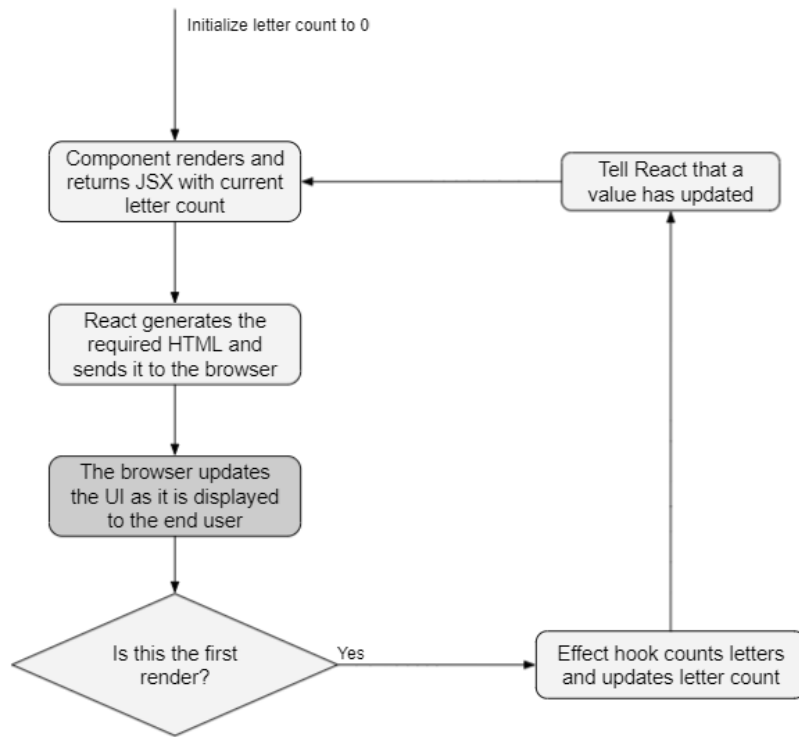 Initialize letter count to 0
Component renders and
returns JSX with current
letter count
Tell React that a
value has updated
React generates the
required HTML and
sends it to the browser
The browser updates
the UI as it is displayed
to the end user
Is this the first
render?
Yes
Effect hook counts letters
and updates letter count